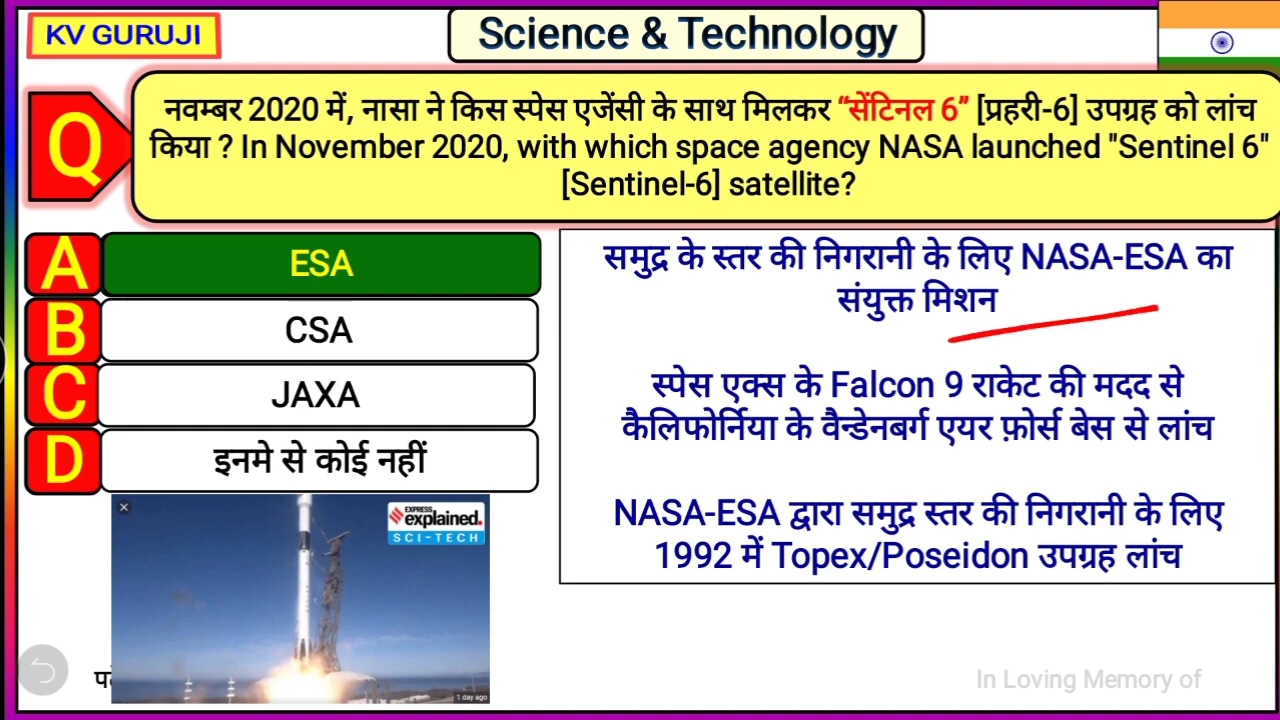 KV GURUJI
Science & Technology
Q
नवम्बर 2020 में, नासा ने किस स्पेस एजेंसी के साथ मिलकर “सेंटिनल 6” [प्रहरी-6] उपग्रह को लांच
किया ? In November 2020, with which space agency NASA launched "Sentinel 6"
[Sentinel-6] satellite?
A ESA
B CSA
C JAXA
D इनमे से कोई नहीं
समुद्र के स्तर की निगरानी के लिए NASA-ESA का
संयुक्त मिशन
स्पेस एक्स के Falcon 9 राकेट की मदद से
कैलिफोर्निया के वैन्डेनबर्ग एयर फ़ोर्स बेस से लांच
NASA-ESA द्वारा समुद्र स्तर की निगरानी के लिए
1992 में Topex/Poseidon उपग्रह लांच
EXPRESS
explained.
SCI-TECH
1 day ago
In Loving Memory of